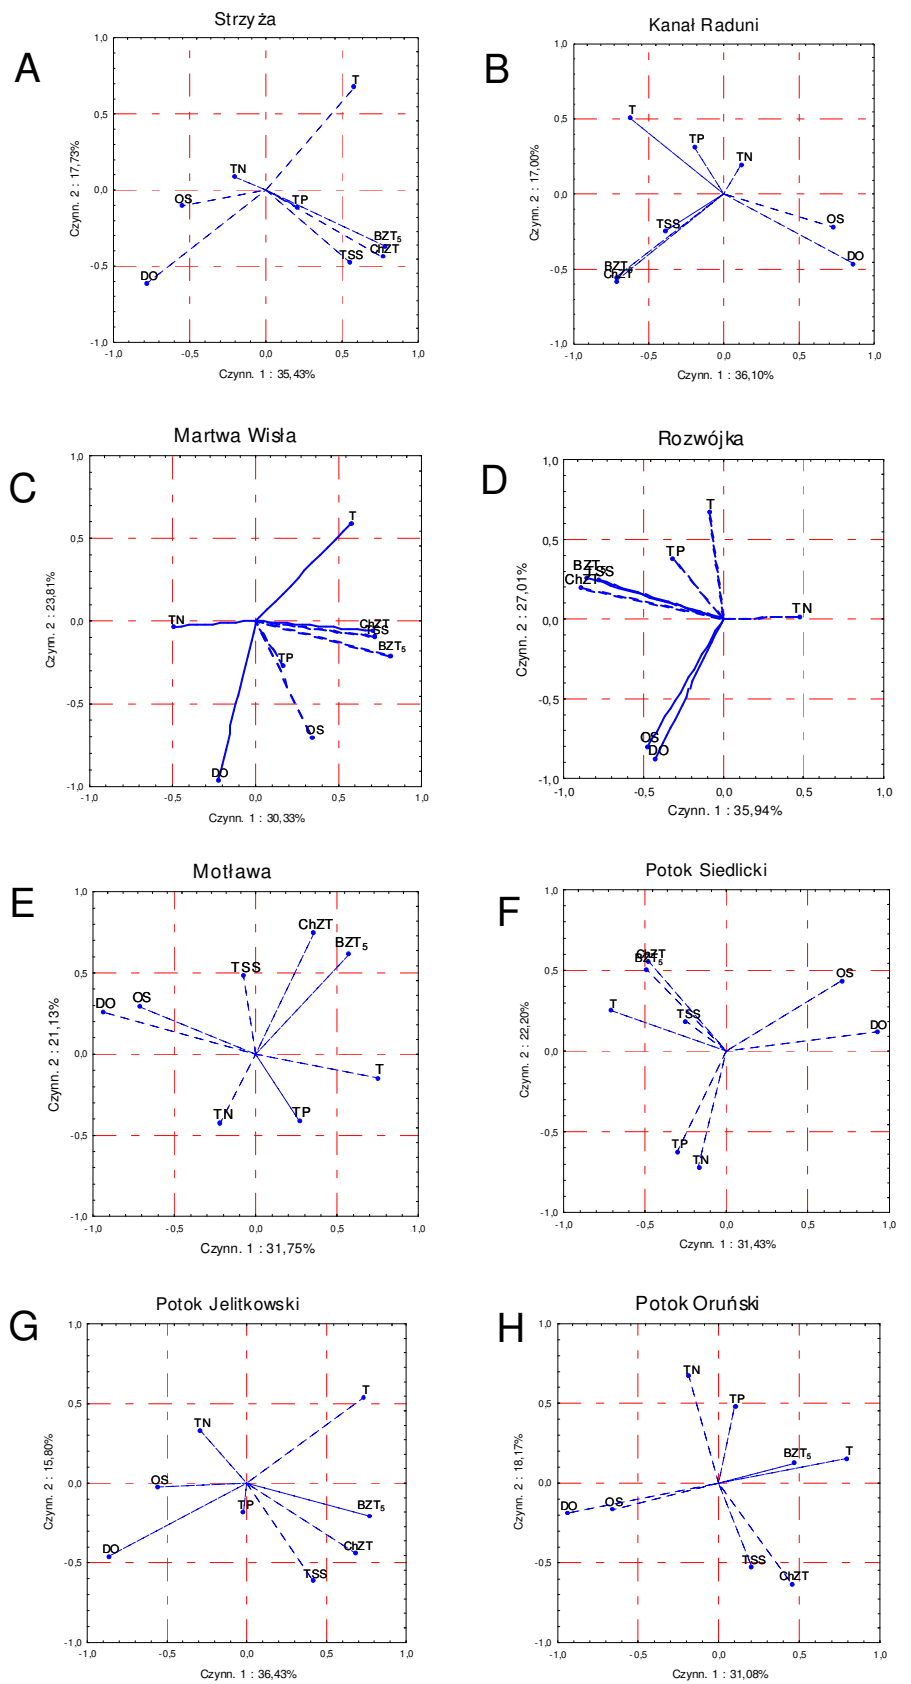 Strzyża
A
1,0
0,5
0,0
-0,5
-1,0
-1,0 -0,5 0,0 0,5 1,0
Czynn. 2 : 17,73%
Czynn. 1 : 35,43%
T
TN
OS
TP
BZT5
ChZT
TSS
DO
Kanał Raduni
B
1,0
0,5
0,0
-0,5
-1,0
-1,0 -0,5 0,0 0,5 1,0
Czynn. 2 : 17,00%
Czynn. 1 : 36,10%
T
TP
TN
OS
TSS
DO
BZT5
ChZT
Martwa Wisła
C
1,0
0,5
0,0
-0,5
-1,0
-0,5 0,0 0,5 1,0
Czynn. 2 : 23,81%
Czynn. 1 : 30,33%
T
TN
ChZT
TSS
BZT5
TP
OS
DO
Rozwójka
D
1,0
0,5
0,0
-0,5
-1,0
-1,0 -0,5 0,0 0,5 1,0
Czynn. 2 : 27,01%
Czynn. 1 : 35,94%
T
TP
BZT5
TSS
ChZT
TN
OS
DO
Motława
E
1,0
0,5
0,0
-0,5
-1,0
-1,0 -0,5 0,0 0,5 1,0
Czynn. 2 : 21,13%
Czynn. 1 : 31,75%
ChZT
BZT5
TSS
DO
OS
T
TN
TP
Potok Siedlicki
F
1,0
0,5
0,0
-0,5
-1,0
-1,0 -0,5 0,0 0,5 1,0
Czynn. 2 : 22,20%
Czynn. 1 : 31,43%
ChZT
BZT5
OS
T
TSS
DO
TP
TN
Potok Jelitkowski
G
1,0
0,5
0,0
-0,5
-1,0
-1,0 -0,5 0,0 0,5 1,0
Czynn. 2 : 15,80%
Czynn. 1 : 36,43%
T
TN
OS
TP
BZT5
ChZT
DO
TSS
Potok Oruński
H
1,0
0,5
0,0
-0,5
-1,0
-1,0 -0,5 0,0 0,5 1,0
Czynn. 2 : 18,17%
Czynn. 1 : 31,08%
TN
TP
BZT5
T
DO
OS
TSS
ChZT